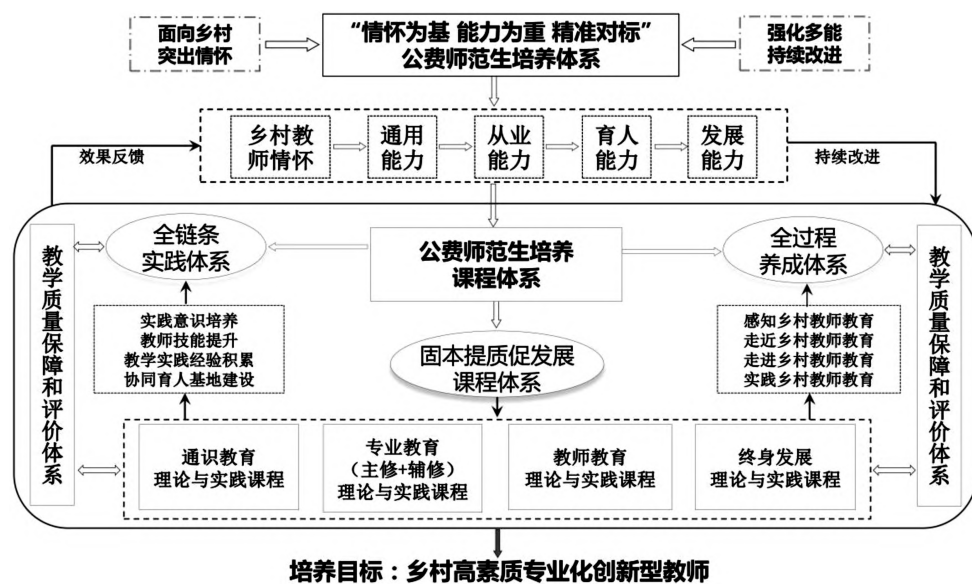 面向乡村
突出情怀
“情怀为基 能力为重 精准对标”
公费师范生培养体系
强化多能
持续改进
乡村教
师情怀
通用
能力
从业
能力
育人
能力
发展
能力
效果反馈
持续改进
教学质量保障和评价体系
全链条
实践体系
公费师范生培养
课程体系
全过程
养成体系
教学质量保障和评价体系
实践意识培养
教师技能提升
教学实践经验积累
协同育人基地建设
固本提质促发展
课程体系
感知乡村教师教育
走近乡村教师教育
走进乡村教师教育
实践乡村教师教育
通识教育
理论与实践课程
专业教育
（主修+辅修）
理论与实践课程
教师教育
理论与实践课程
终身发展
理论与实践课程
培养目标：乡村高素质专业化创新型教师